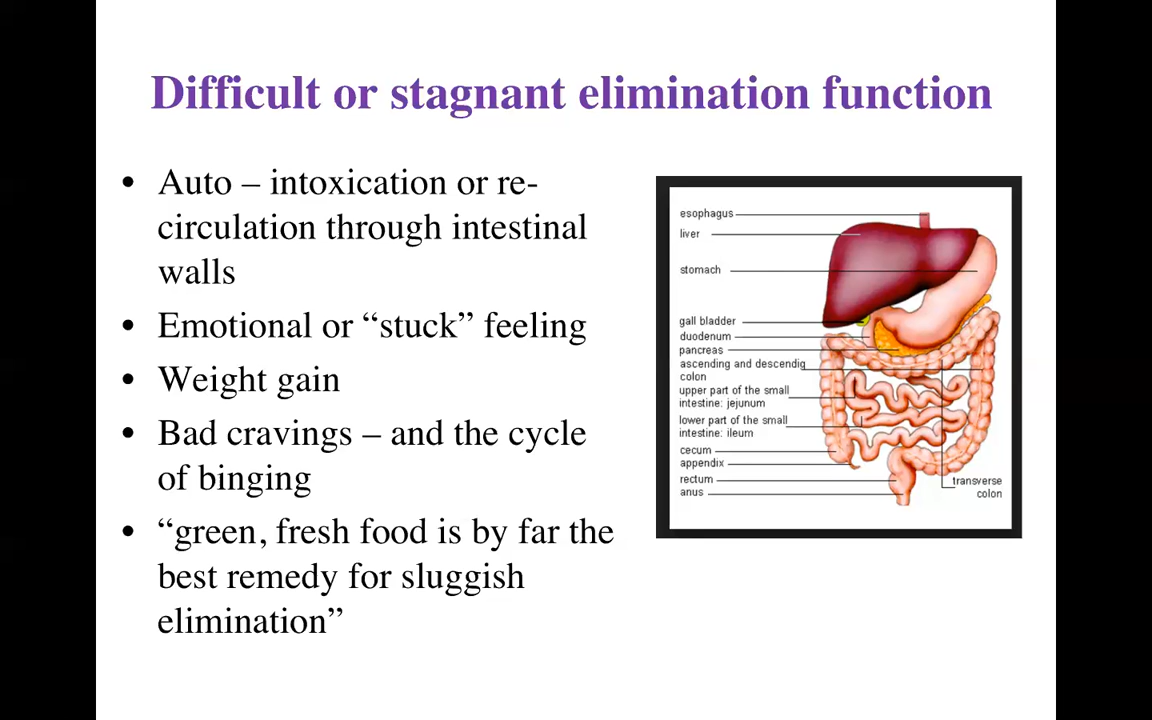 Difficult or stagnant elimination function
• Auto – intoxication or re-
circulation through intestinal
walls
• Emotional or “stuck” feeling
• Weight gain
• Bad cravings – and the cycle
of binging
• “green, fresh food is by far the
best remedy for sluggish
elimination”
esophagus
liver
stomach
gall bladder
duodenum
pancreas
ascending and descendig
colon
upper part of the small
intestine: jejunum
lower part of the small
intestine: ileum
cecum
appendix
rectum
anus
transverse
colon